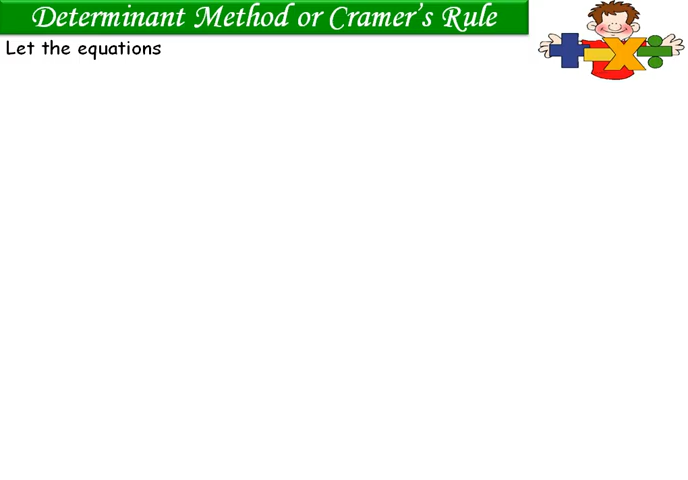 Determinant Method or Cramer's Rule
Let the equations